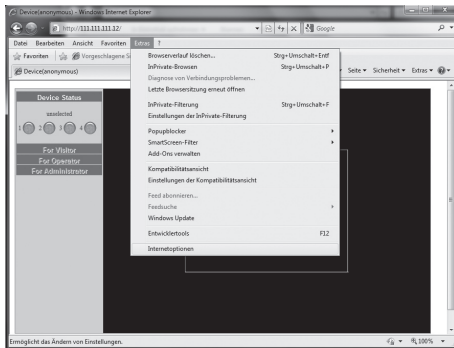 Device(anonymous) - Windows Internet Explorer
http://111.111.111.12/
Google
Datei Bearbeiten Ansicht Favoriten Extras ?
Favoriten Vorgeschlagene
Device(anonymous)
Seite Sicherheit Extras
Browserverlauf löschen... Strg+Umschalt+Entf
InPrivate-Browsen Strg+Umschalt+P
Diagnose von Verbindungsproblemen...
Letzte Browsersitzung erneut öffnen
InPrivate-Filterung Strg+Umschalt+F
Einstellungen der InPrivate-Filterung
Popupblocker
SmartScreen-Filter
Add-Ons verwalten
Kompatibilitätsansicht
Einstellungen der Kompatibilitätsansicht
Feed abonnieren...
Feedsuche
Windows Update
Entwicklertools F12
Internetoptionen
Device Status
unselected
1 2 3 4
For Visitor
For Operator
For Administrator
Ermöglicht das Ändern von Einstellungen.
100%